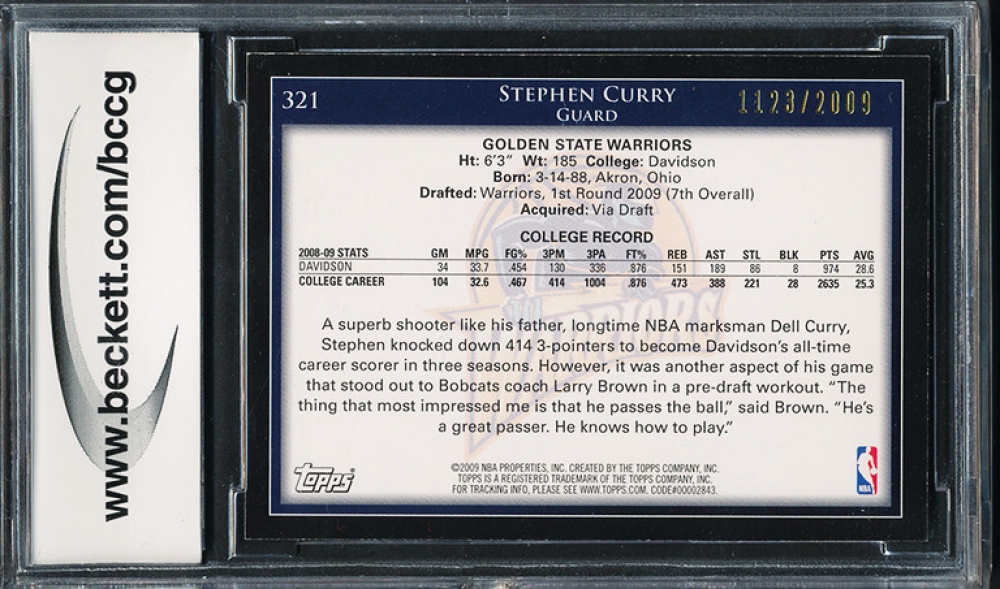 www.beckett.com/bccg
321
STEPHEN CURRY
GUARD
1123/2009
GOLDEN STATE WARRIORS
Ht: 6'3" Wt: 185 College: Davidson
Born: 3-14-88, Akron, Ohio
Drafted: Warriors, 1st Round 2009 (7th Overall)
Acquired: Via Draft
COLLEGE RECORD
2008-09 STATS GM MPG FG% 3PM 3PA FT% REB AST STL BLK PTS AVG
DAVIDSON 34 33.7 .454 130 336 .876 151 189 86 8 974 28.6
COLLEGE CAREER 104 32.6 .467 414 1004 .876 473 388 221 28 2635 25.3
WARRIORS
A superb shooter like his father, longtime NBA marksman Dell Curry,
Stephen knocked down 414 3-pointers to become Davidson's all-time
career scorer in three seasons. However, it was another aspect of his game
that stood out to Bobcats coach Larry Brown in a pre-draft workout. "The
thing that most impressed me is that he passes the ball," said Brown. "He's
a great passer. He knows how to play."
Topps
©2009 NBA PROPERTIES, INC. CREATED BY THE TOPPS COMPANY, INC.
TOPPS IS A REGISTERED TRADEMARK OF THE TOPPS COMPANY, INC.
FOR TRACKING INFO, PLEASE SEE WWW.TOPPS.COM. CODE#00002843.
NBA